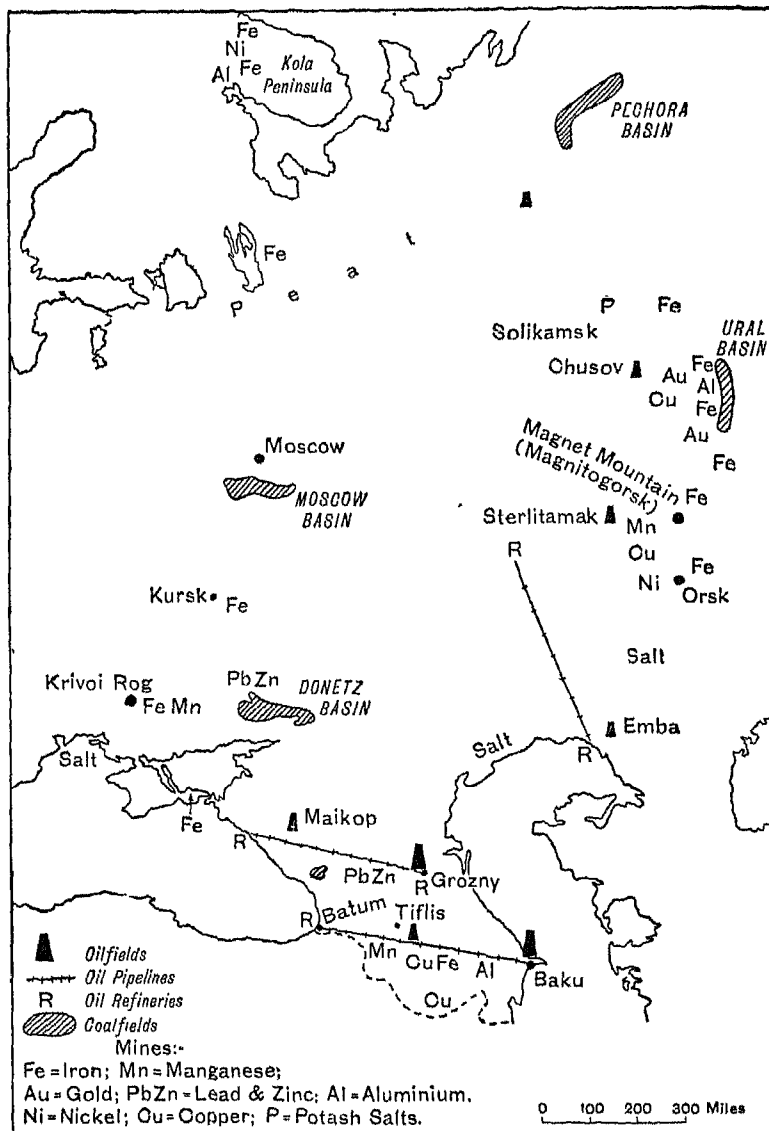 Fe
Ni
Al Fe
Kola
Peninsula
PECHORA
BASIN
Fe
Peat
P Fe
Solikamsk
URAL
BASIN
Chusov
Fe
Au Al
Cu Fe
Au
Fe
Moscow
MOSCOW
BASIN
Magnet Mountain
(Magnitogorsk)
Fe
Sterlitamak
Mn
R
Cu
Fe
Ni
Orsk
Kursk
Fe
Salt
Krivoi Rog
Fe Mn
PbZn
DONETZ
BASIN
Emba
Salt
R
Salt
Fe
Maikop
R
PbZn
Grozny
R
Batum
R
Tiflis
Mn
CuFe
Al
Baku
Cu
Oilfields
Oil Pipelines
R Oil Refineries
Coalfields
Mines:-
Fe=Iron; Mn=Manganese;
Au=Gold; PbZn=Lead & Zinc; Al=Aluminium.
Ni=Nickel; Cu=Copper; P=Potash Salts.
0 100 200 300 Miles